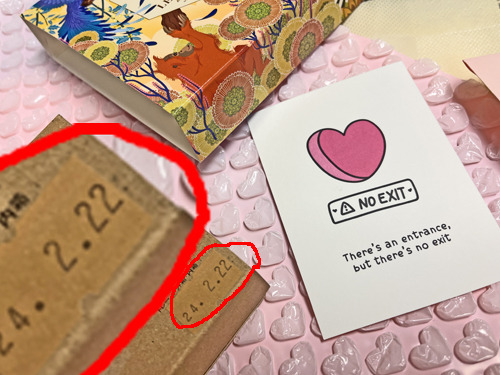 24. 2.22
24. 2.22
NO EXIT
There's an entrance,
but there's no exit